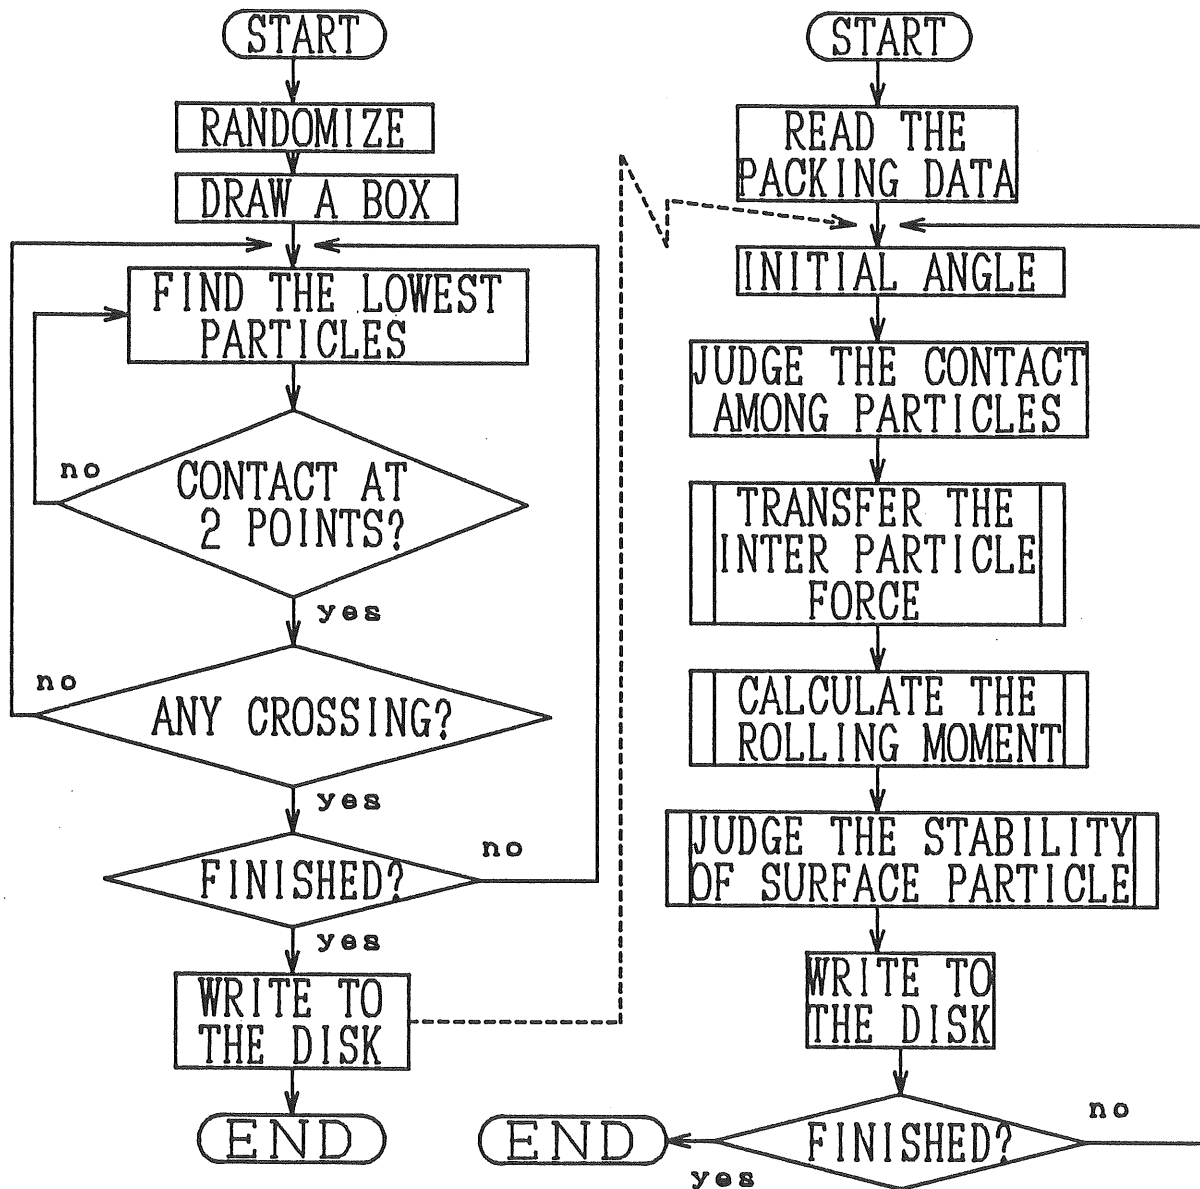 START
RANDOMIZE
DRAW A BOX
FIND THE LOWEST
PARTICLES
no
CONTACT AT
2 POINTS?
yes
no
ANY CROSSING?
yes
FINISHED?
no
yes
WRITE TO
THE DISK
END
START
READ THE
PACKING DATA
INITIAL ANGLE
JUDGE THE CONTACT
AMONG PARTICLES
TRANSFER THE
INTER PARTICLE
FORCE
CALCULATE THE
ROLLING MOMENT
JUDGE THE STABILITY
OF SURFACE PARTICLE
WRITE TO
THE DISK
no
FINISHED?
END
yes